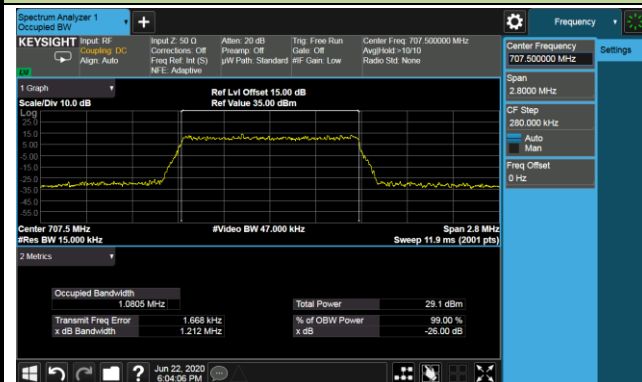 Spectrum Analyzer 1
Occupied BW
+
Frequency
KEYSIGHT
Input: RF
Coupling: DC
Align: Auto
Input Z: 50 Ω
Corrections: Off
Freq Ref: Int (S)
NFE: Adaptive
Atten: 20 dB
Preamp: Off
µW Path: Standard
Trig: Free Run
Gate: Off
#IF Gain: Low
Center Freq: 707.500000 MHz
Avg|Hold:>10/10
Radio Std: None
Center Frequency
707.500000 MHz
Settings
Span
2.8000 MHz
CF Step
280.000 kHz
Auto
Man
Freq Offset
0 Hz
1 Graph
Scale/Div 10.0 dB
Ref Lvl Offset 15.00 dB
Ref Value 35.00 dBm
Log
25.0
15.0
5.00
-5.00
-15.0
-25.0
-35.0
-45.0
-55.0
Center 707.5 MHz
#Res BW 15.000 kHz
#Video BW 47.000 kHz
Span 2.8 MHz
Sweep 11.9 ms (2001 pts)
2 Metrics
Occupied Bandwidth
1.0805 MHz
Total Power 29.1 dBm
Transmit Freq Error 1.668 kHz
% of OBW Power 99.00 %
x dB Bandwidth 1.212 MHz
x dB -26.00 dB
?
Jun 22, 2020
6:04:06 PM